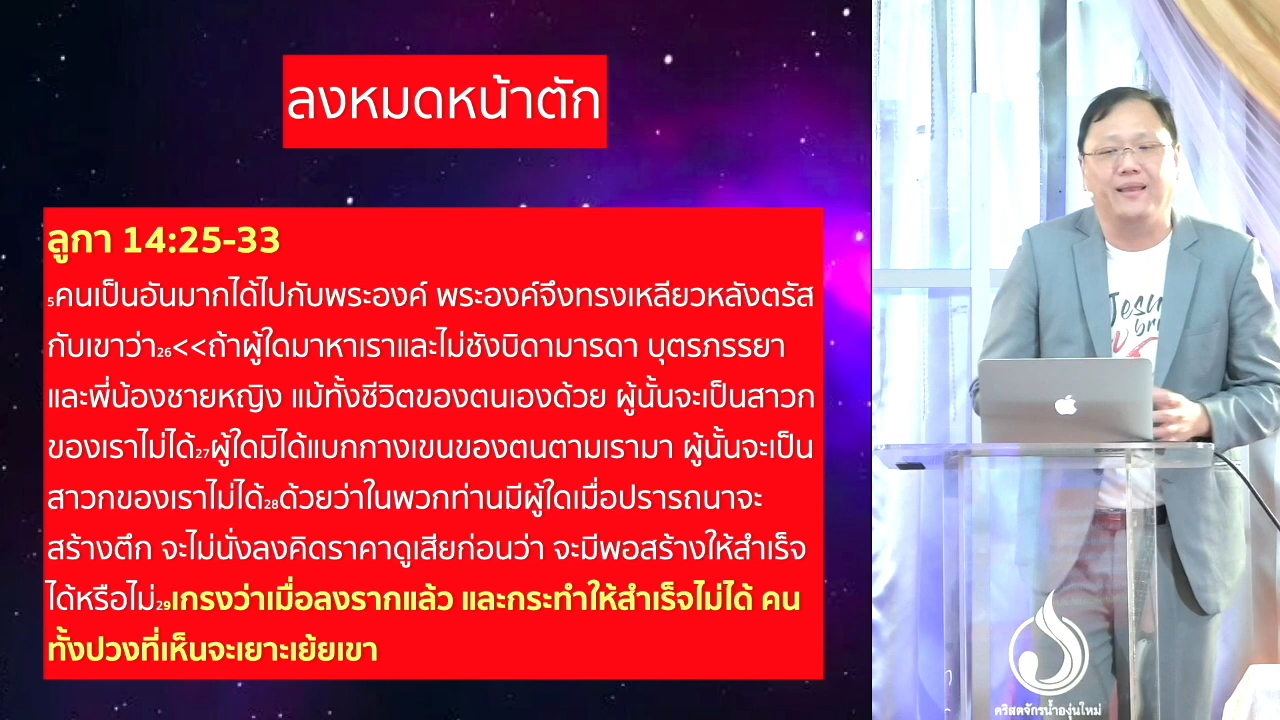 ลงหมดหน้าตัก
ลูกา 14:25-33
5คนเป็นอันมากได้ไปกับพระองค์ พระองค์จึงทรงเหลียวหลังตรัส
กับเขาว่า26<<ถ้าผู้ใดมาหาเราและไม่ชังบิดามารดา บุตรภรรยา
และพี่น้องชายหญิง แม้ทั้งชีวิตของตนเองด้วย ผู้นั้นจะเป็นสาวก
ของเราไม่ได้27ผู้ใดมิได้แบกกางเขนของตนตามเรามา ผู้นั้นจะเป็น
สาวกของเราไม่ได้28ด้วยว่าในพวกท่านมีผู้ใดเมื่อปรารถนาจะ
สร้างตึก จะไม่นั่งลงคิดราคาดูเสียก่อนว่า จะมีพอสร้างให้สำเร็จ
ได้หรือไม่29เกรงว่าเมื่อลงรากแล้ว และกระทำให้สำเร็จไม่ได้ คน
ทั้งปวงที่เห็นจะเยาะเย้ยเขา
Jesus
คริสตจักรน้ำองุ่นใหม่